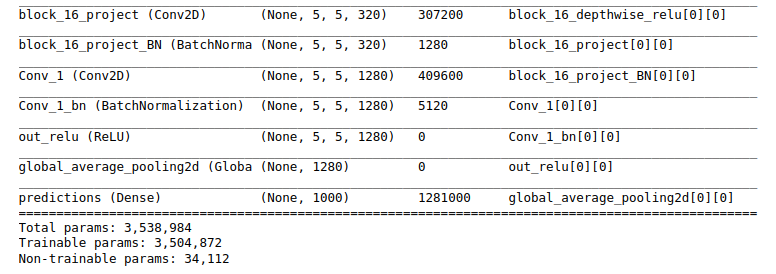 block_16_project (Conv2D) (None, 5, 5, 320) 307200 block_16_depthwise_relu[0][0]
block_16_project_BN (BatchNorma (None, 5, 5, 320) 1280 block_16_project[0][0]
Conv_1 (Conv2D) (None, 5, 5, 1280) 409600 block_16_project_BN[0][0]
Conv_1_bn (BatchNormalization) (None, 5, 5, 1280) 5120 Conv_1[0][0]
out_relu (ReLU) (None, 5, 5, 1280) 0 Conv_1_bn[0][0]
global_average_pooling2d (Globa (None, 1280) 0 out_relu[0][0]
predictions (Dense) (None, 1000) 1281000 global_average_pooling2d[0][0]
Total params: 3,538,984
Trainable params: 3,504,872
Non-trainable params: 34,112